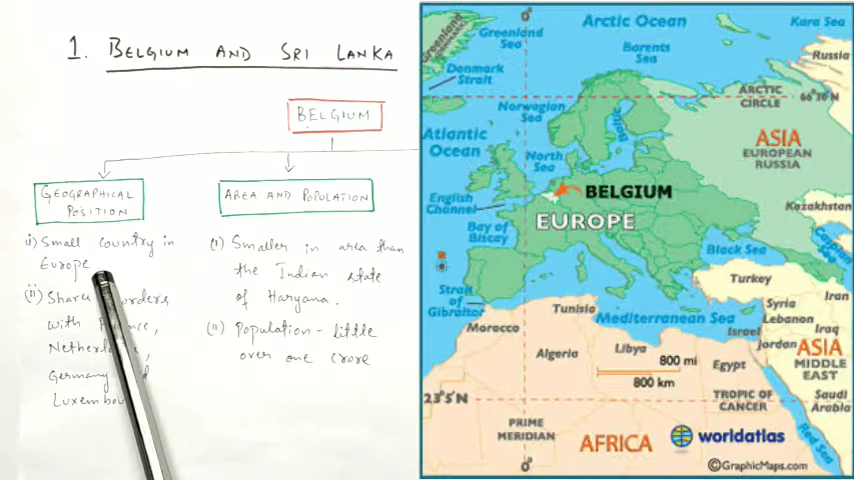 1. BELGIUM AND SRI LANKA
BELGIUM
GEOGRAPHICAL
POSITION
AREA AND POPULATION
i) Small country in
Europe
(ii) Share
with
Germany
(i) Smaller in area than
the Indian state
of Haryana.
(ii) Population - little
over one crore
Arctic Ocean
Kara Sea
Greenland
Greenland
Sea
Barents
Sea
Russia
Denmark
Strait
ARCTIC
CIRCLE
66°30'N
Norwegian
Sea
Baltic
Atlantic
Ocean
North
Sea
ASIA
EUROPEAN
RUSSIA
English
Channel
BELGIUM
EUROPE
Kazakhstan
Bay of
Biscay
Black Sea
Caspian
Sea
Turkey
Strait
of
Gibraltar
Tunisia
Mediterranean Sea
Syria
Lebanon
Iran
Iraq
Israel
Jordan
Morocco
Algeria
Libya
Egypt
ASIA
MIDDLE
EAST
800 mi
800 km
23°5'N
TROPIC OF
CANCER
Saudi
Arabia
Red Sea
PRIME
MERIDIAN
0°
0°
AFRICA
worldatlas
©GraphicMaps.com